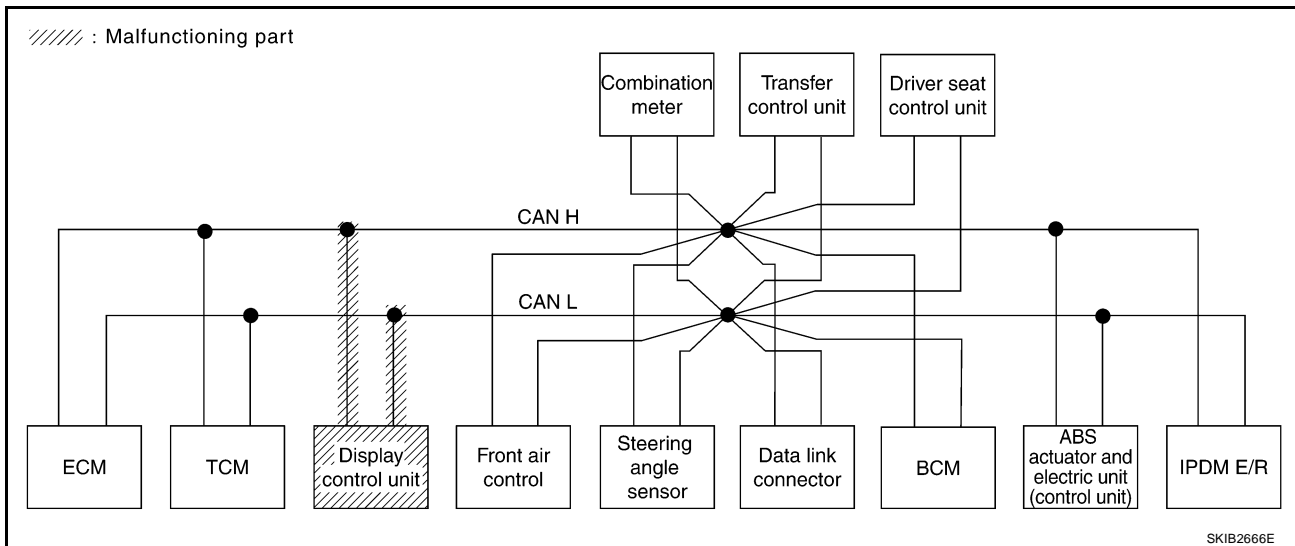 : Malfunctioning part
Combination
meter
Transfer
control unit
Driver seat
control unit
CAN H
CAN L
ECM
TCM
Display
control unit
Front air
control
Steering
angle
sensor
Data link
connector
BCM
ABS
actuator and
electric unit
(control unit)
IPDM E/R
SKIB2666E